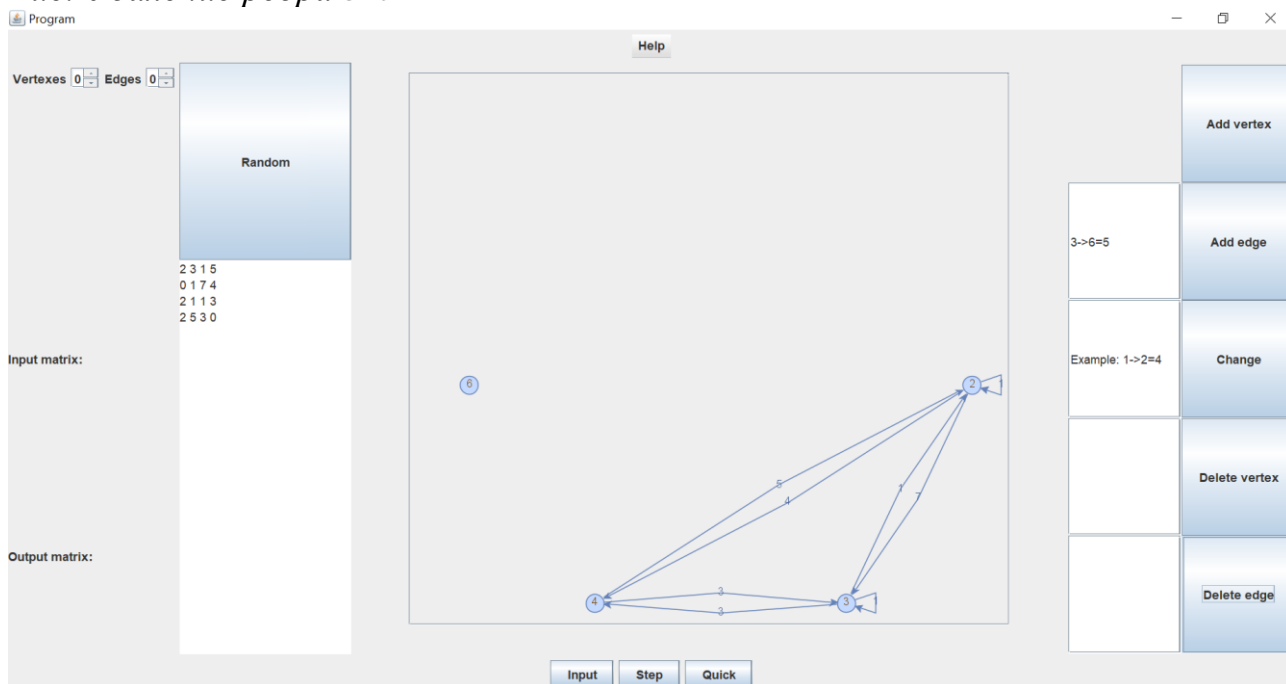 Program
Help
Vertexes 0 Edges 0
Random
2 3 1 5
0 1 7 4
2 1 1 3
2 5 3 0
Input matrix:
Output matrix:
6
2
1
5
4
1
7
4
3
3
3
1
Add vertex
3->6=5
Add edge
Example: 1->2=4
Change
Delete vertex
Delete edge
Input
Step
Quick